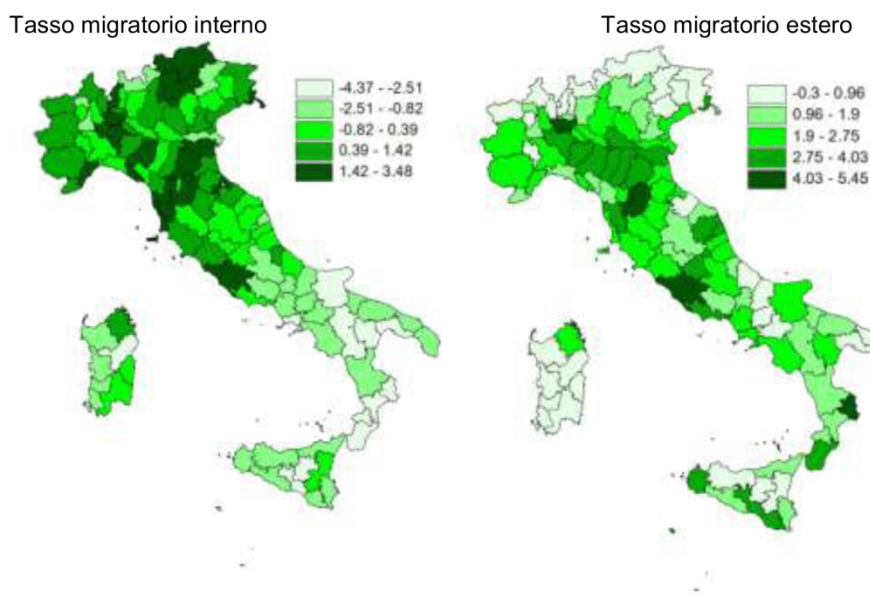 Tasso migratorio interno
-4.37 - -2.51
-2.51 - -0.82
-0.82 - 0.39
0.39 - 1.42
1.42 - 3.48
Tasso migratorio estero
-0.3 - 0.96
0.96 - 1.9
1.9 - 2.75
2.75 - 4.03
4.03 - 5.45